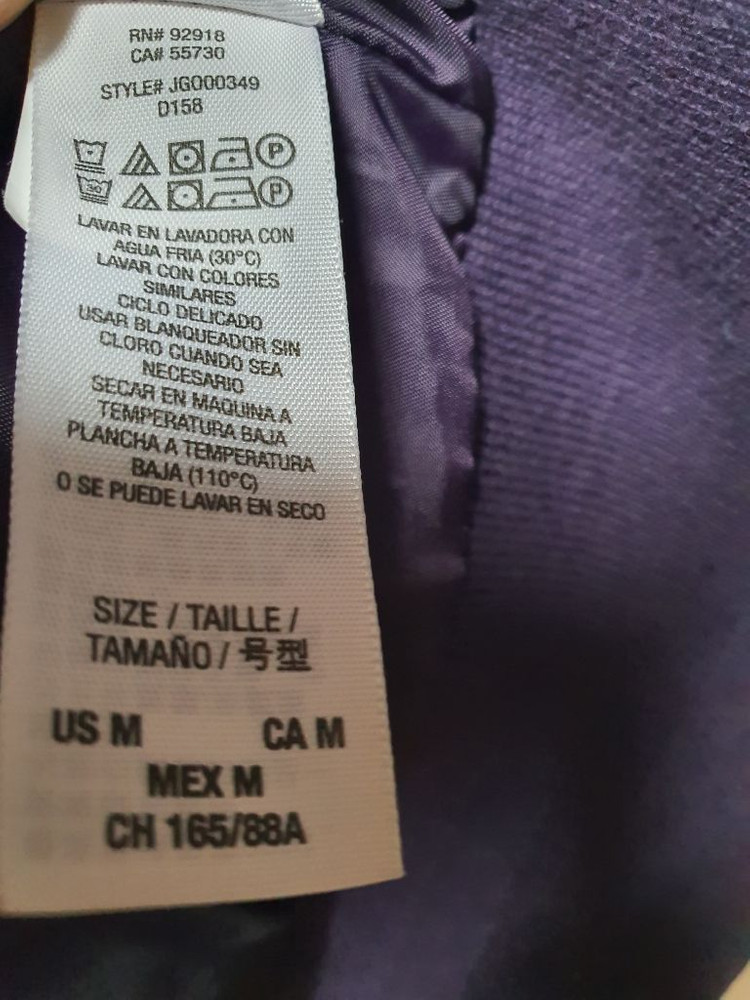 RN# 92918
CA# 55730
STYLE# JGO00349
D158
P
30
P
LAVAR EN LAVADORA CON
AGUA FRIA (30°C)
LAVAR CON COLORES
SIMILARES
CICLO DELICADO
USAR BLANQUEADOR SIN
CLORO CUANDO SEA
NECESARIO
SECAR EN MAQUINA A
TEMPERATURA BAJA
PLANCHA A TEMPERATURA
BAJA (110°C)
O SE PUEDE LAVAR EN SECO
SIZE / TAILLE /
TAMAÑO / 号型
US M CA M
MEX M
CH 165/88A